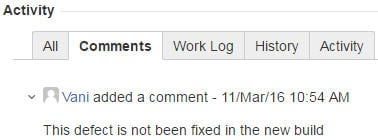 Activity
All Comments Work Log History Activity
Vani added a comment - 11/Mar/16 10:54 AM
This defect is not been fixed in the new build